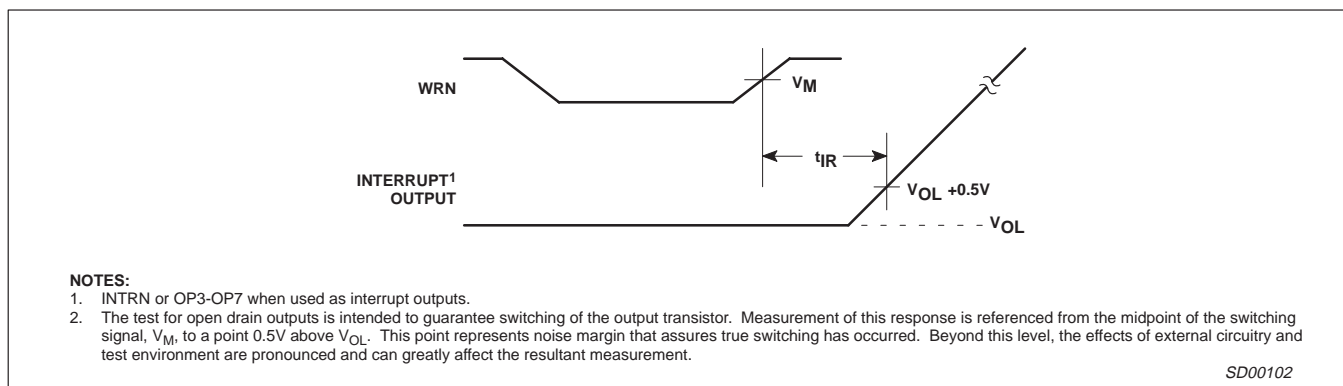 WRN
VM
tIR
INTERRUPT1
OUTPUT
VOL +0.5V
VOL
NOTES:
1. INTRN or OP3-OP7 when used as interrupt outputs.
2. The test for open drain outputs is intended to guarantee switching of the output transistor. Measurement of this response is referenced from the midpoint of the switching
signal, VM, to a point 0.5V above VOL. This point represents noise margin that assures true switching has occurred. Beyond this level, the effects of external circuitry and
test environment are pronounced and can greatly affect the resultant measurement.
SD00102